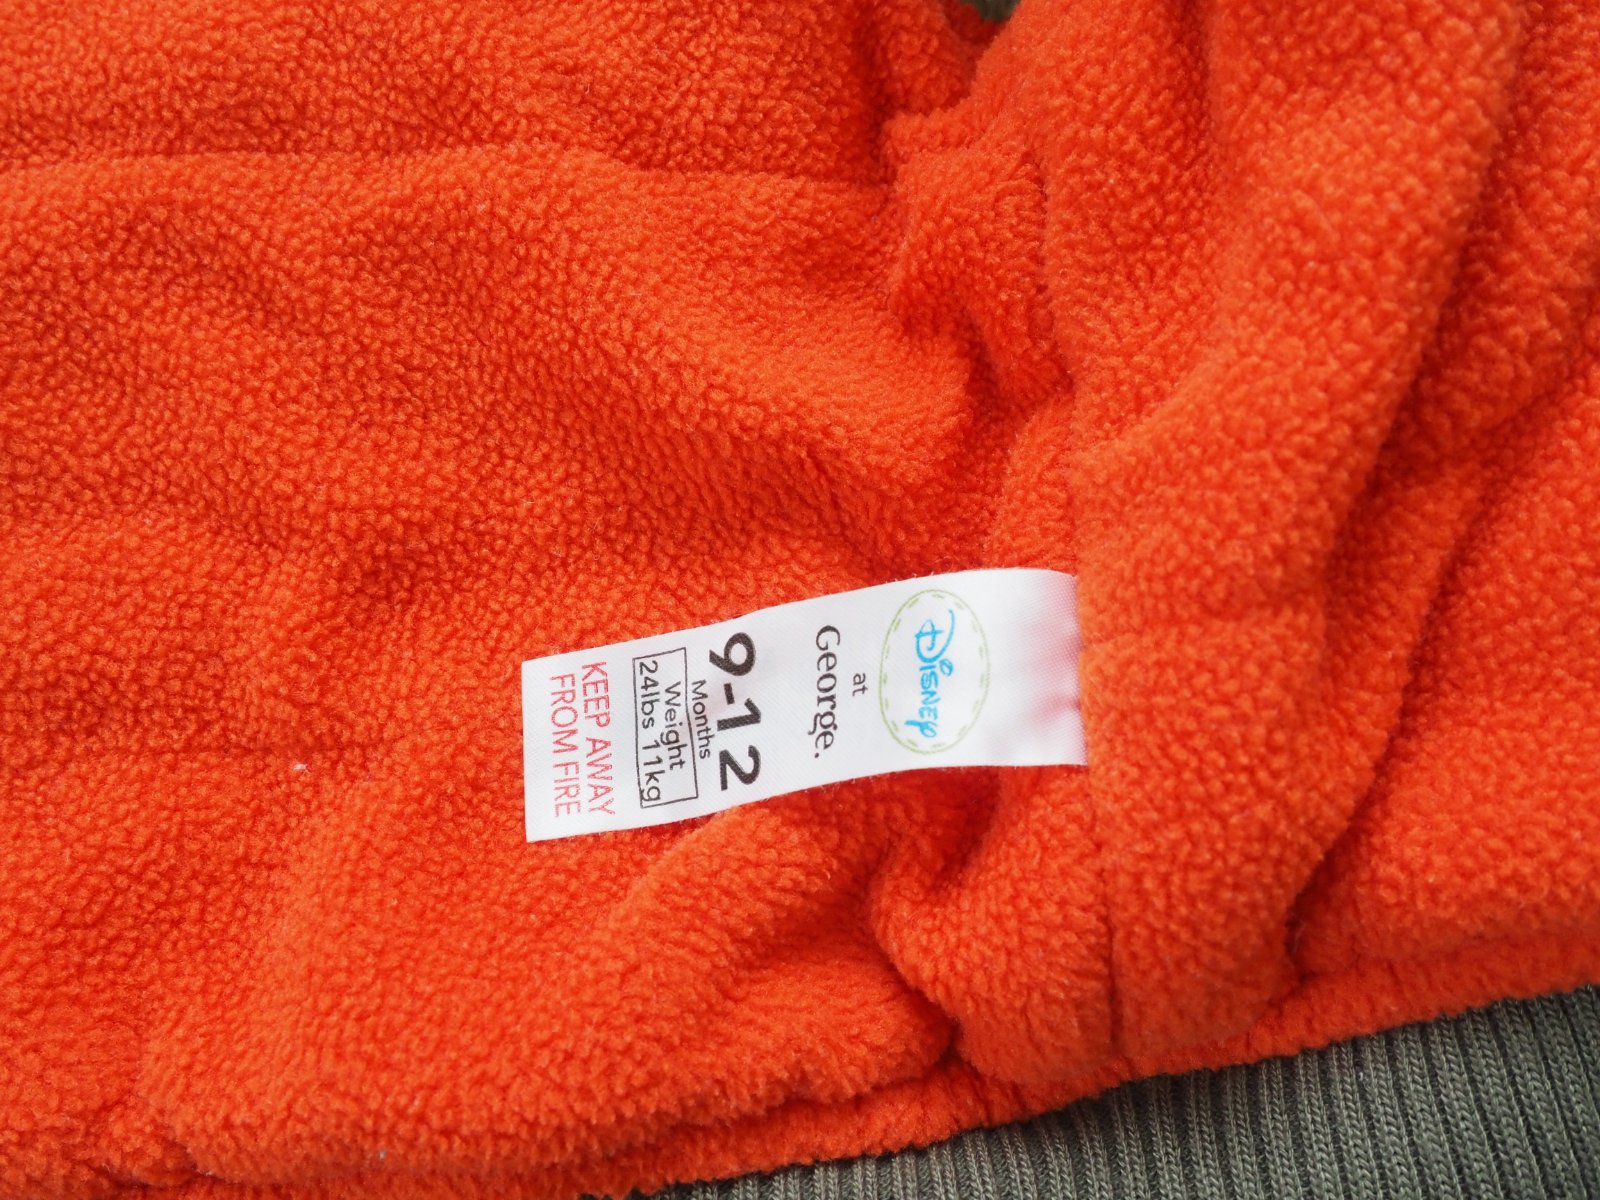 Disney
at
George.
9-12
Months
Weight
24lbs 11kg
KEEP AWAY
FROM FIRE